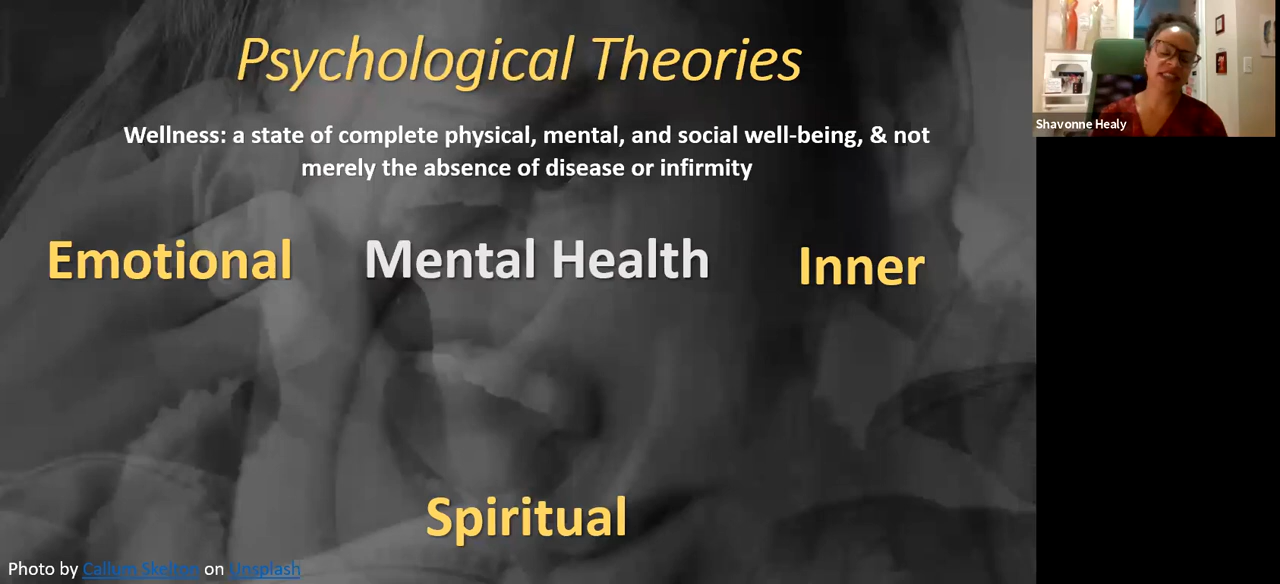 Psychological Theories
Wellness: a state of complete physical, mental, and social well-being, & not
merely the absence of disease or infirmity
Emotional
Mental Health
Inner
Spiritual
Photo by Callum Skelton on Unsplash
Shavonne Healy